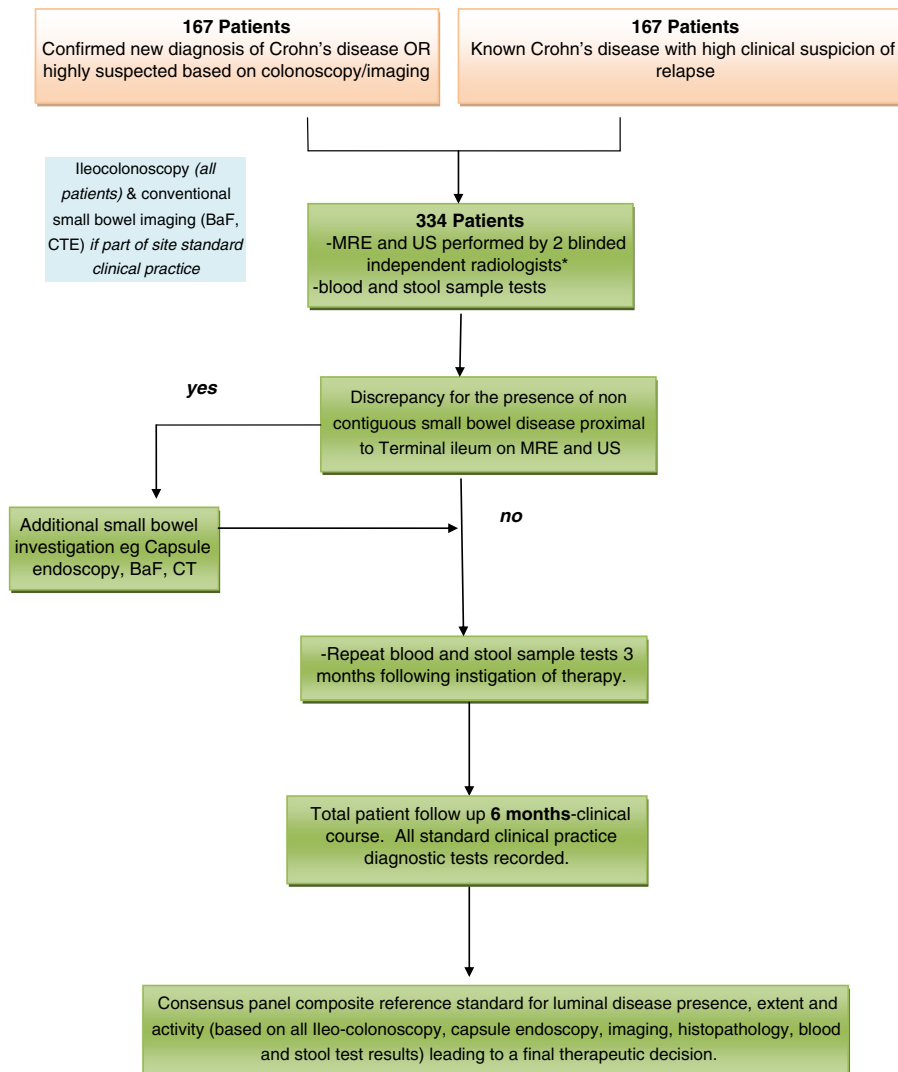 167 Patients
Confirmed new diagnosis of Crohn's disease OR
highly suspected based on colonoscopy/imaging
167 Patients
Known Crohn's disease with high clinical suspicion of
relapse
Ileocolonoscopy (all
patients) & conventional
small bowel imaging (BaF,
CTE) if part of site standard
clinical practice
334 Patients
-MRE and US performed by 2 blinded
independent radiologists*
-blood and stool sample tests
yes
Discrepancy for the presence of non
contiguous small bowel disease proximal
to Terminal ileum on MRE and US
no
Additional small bowel
investigation eg Capsule
endoscopy, BaF, CT
-Repeat blood and stool sample tests 3
months following instigation of therapy.
Total patient follow up 6 months-clinical
course. All standard clinical practice
diagnostic tests recorded.
Consensus panel composite reference standard for luminal disease presence, extent and
activity (based on all Ileo-colonoscopy, capsule endoscopy, imaging, histopathology, blood
and stool test results) leading to a final therapeutic decision.